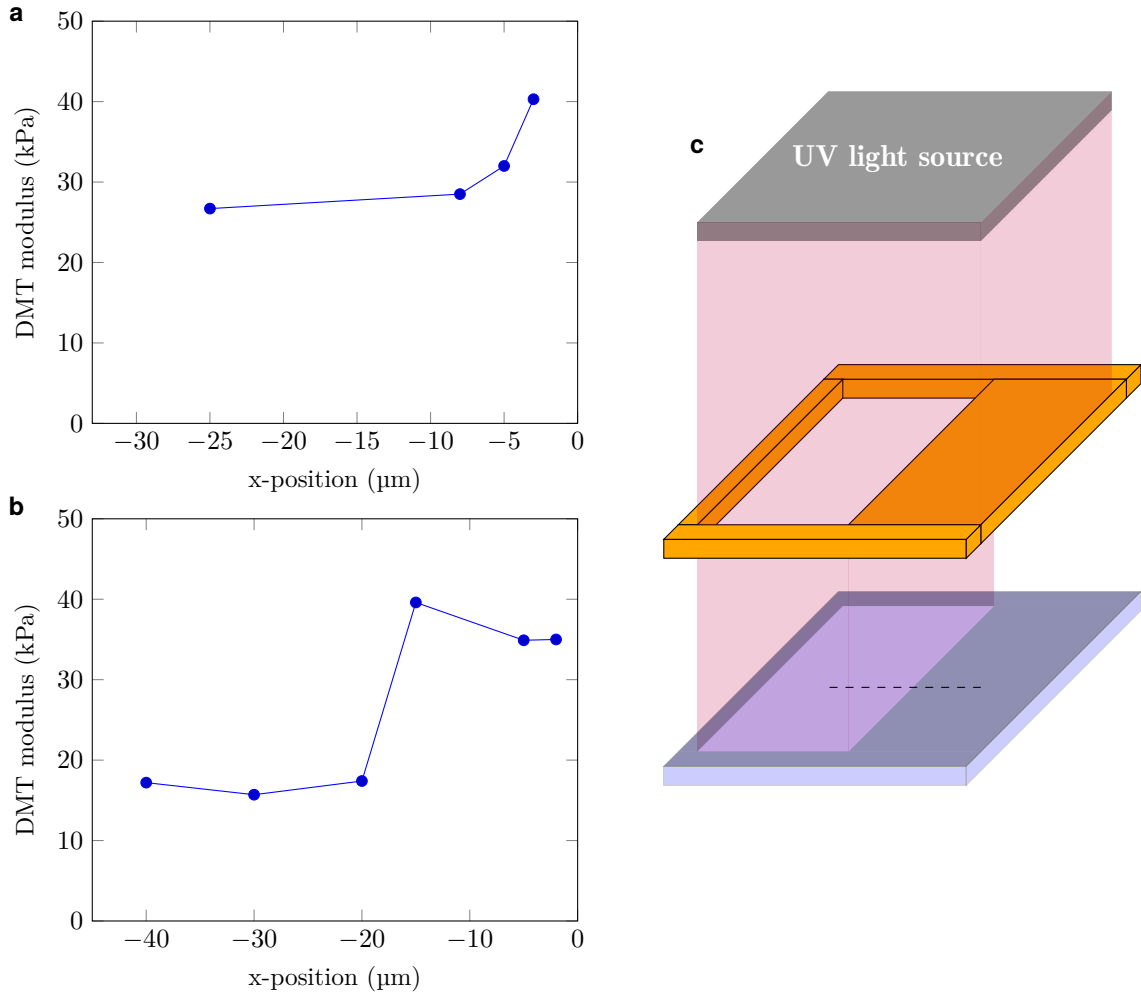 a
50
40
30
20
10
0
DMT modulus (kPa)
−30 −25 −20 −15 −10 −5 0
x-position (µm)
b
50
40
30
20
10
0
DMT modulus (kPa)
−40 −30 −20 −10 0
x-position (µm)
c
UV light source